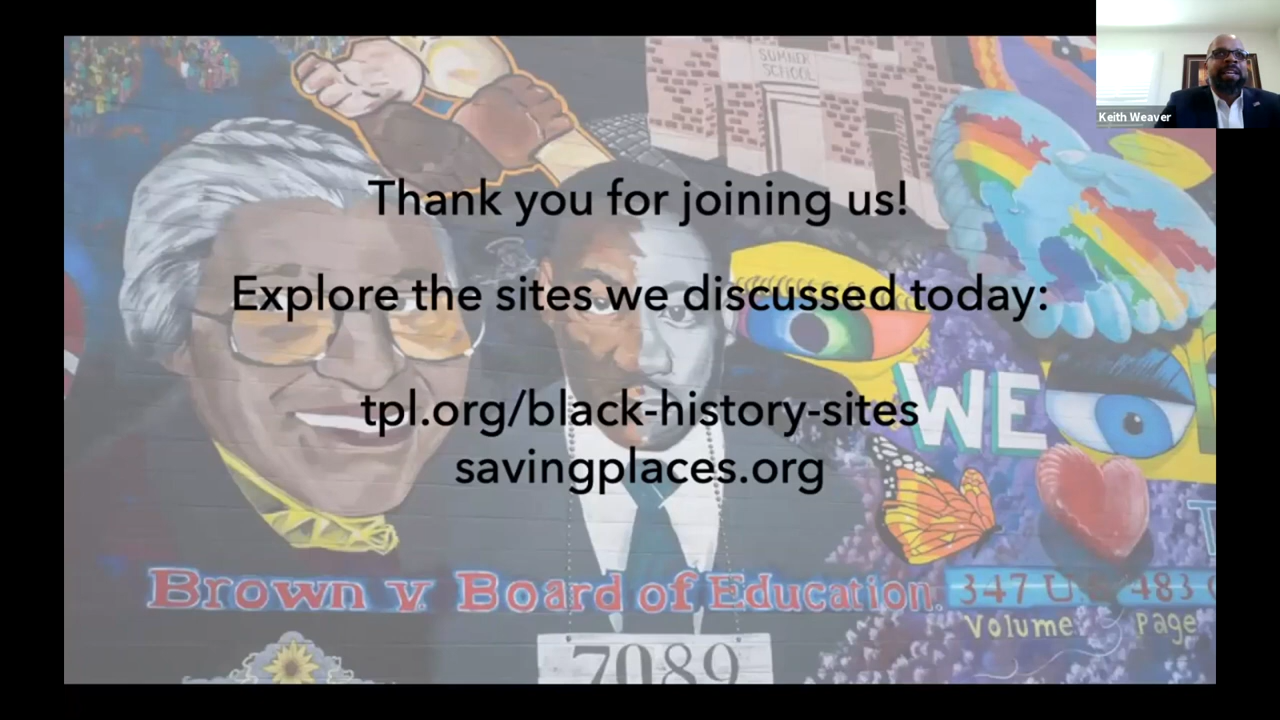 SUMNER
SCHOOL
Keith Weaver
Thank you for joining us!
Explore the sites we discussed today:
tpl.org/black-history-sites
WE
savingplaces.org
Brown v. Board of Education.
347 U. 483
Volume Page
7089